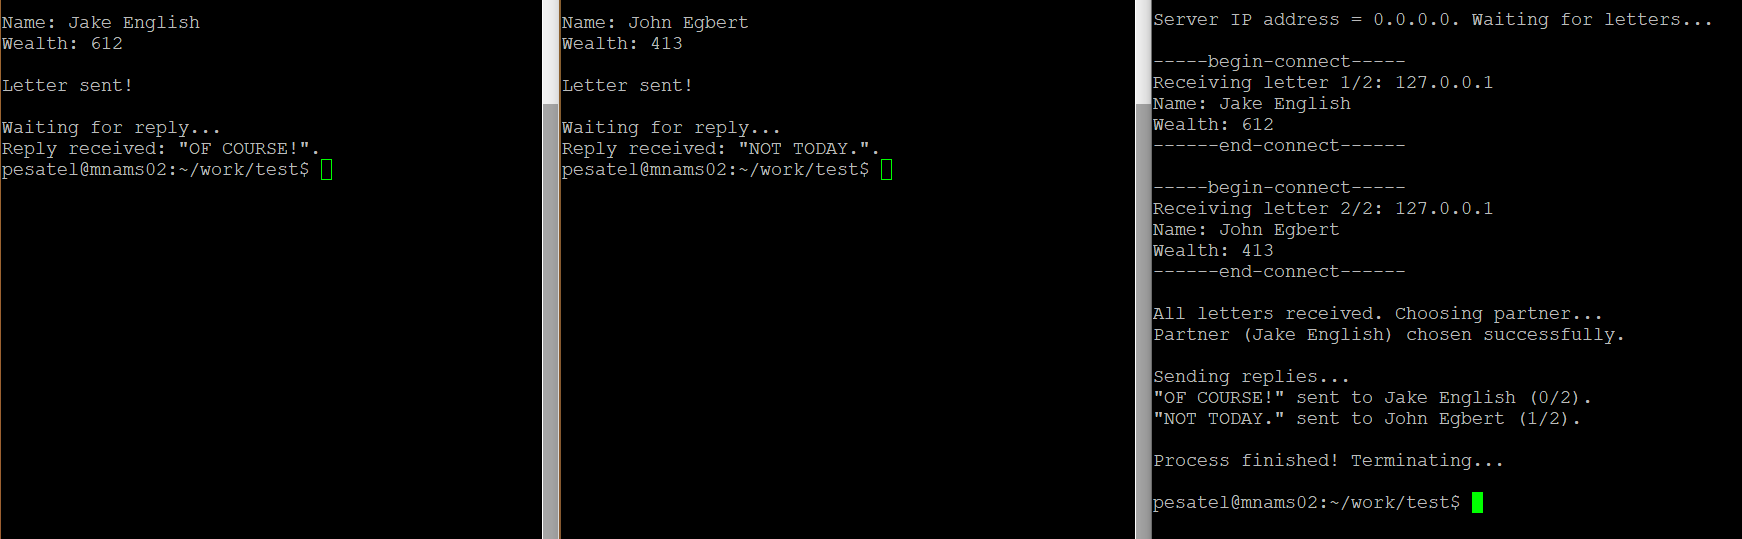 Name: Jake English
Wealth: 612
Letter sent!
Waiting for reply...
Reply received: "OF COURSE!".
pesatel@mnams02:~/work/test$
Name: John Egbert
Wealth: 413
Letter sent!
Waiting for reply...
Reply received: "NOT TODAY.".
pesatel@mnams02:~/work/test$
Server IP address = 0.0.0.0. Waiting for letters...
-----begin-connect-----
Receiving letter 1/2: 127.0.0.1
Name: Jake English
Wealth: 612
------end-connect------
-----begin-connect-----
Receiving letter 2/2: 127.0.0.1
Name: John Egbert
Wealth: 413
------end-connect------
All letters received. Choosing partner...
Partner (Jake English) chosen successfully.
Sending replies...
"OF COURSE!" sent to Jake English (0/2).
"NOT TODAY." sent to John Egbert (1/2).
Process finished! Terminating...
pesatel@mnams02:~/work/test$